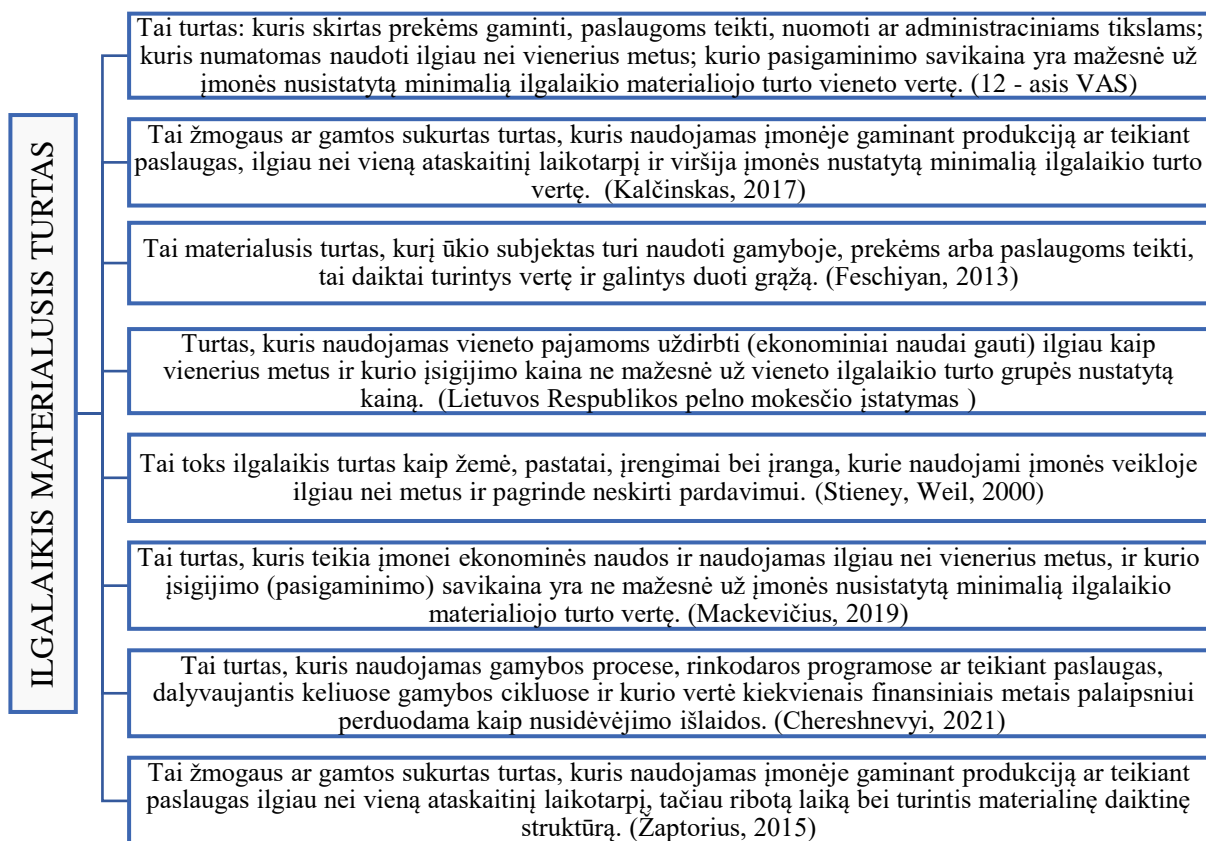 ILGALAIKIS MATERIALUSIS TURTAS
Tai turtas: kuris skirtas prekėms gaminti, paslaugoms teikti, nuomoti ar administraciniams tikslams;
kuris numatomas naudoti ilgiau nei vienerius metus; kurio pasigaminimo savikaina yra mažesnė už
įmonės nusistatytą minimalią ilgalaikio materialiojo turto vieneto vertę. (12 - asis VAS)
Tai žmogaus ar gamtos sukurtas turtas, kuris naudojamas įmonėje gaminant produkciją ar teikiant
paslaugas, ilgiau nei vieną ataskaitinį laikotarpį ir viršija įmonės nustatytą minimalią ilgalaikio turto
vertę. (Kalčinskas, 2017)
Tai materialusis turtas, kurį ūkio subjektas turi naudoti gamyboje, prekėms arba paslaugoms teikti,
tai daiktai turintys vertę ir galintys duoti grąžą. (Feschiyan, 2013)
Turtas, kuris naudojamas vieneto pajamoms uždirbti (ekonominiai naudai gauti) ilgiau kaip
vienerius metus ir kurio įsigijimo kaina ne mažesnė už vieneto ilgalaikio turto grupės nustatytą
kainą. (Lietuvos Respublikos pelno mokesčio įstatymas )
Tai toks ilgalaikis turtas kaip žemė, pastatai, įrengimai bei įranga, kurie naudojami įmonės veikloje
ilgiau nei metus ir pagrinde neskirti pardavimui. (Stieney, Weil, 2000)
Tai turtas, kuris teikia įmonei ekonominės naudos ir naudojamas ilgiau nei vienerius metus, ir kurio
įsigijimo (pasigaminimo) savikaina yra ne mažesnė už įmonės nusistatytą minimalią ilgalaikio
materialiojo turto vertę. (Mackevičius, 2019)
Tai turtas, kuris naudojamas gamybos procese, rinkodaros programose ar teikiant paslaugas,
dalyvaujantis keliuose gamybos cikluose ir kurio vertė kiekvienais finansiniais metais palaipsniui
perduodama kaip nusidėvėjimo išlaidos. (Chereshnevyi, 2021)
Tai žmogaus ar gamtos sukurtas turtas, kuris naudojamas įmonėje gaminant produkciją ar teikiant
paslaugas ilgiau nei vieną ataskaitinį laikotarpį, tačiau ribotą laiką bei turintis materialinę daiktinę
struktūrą. (Žaptorius, 2015)